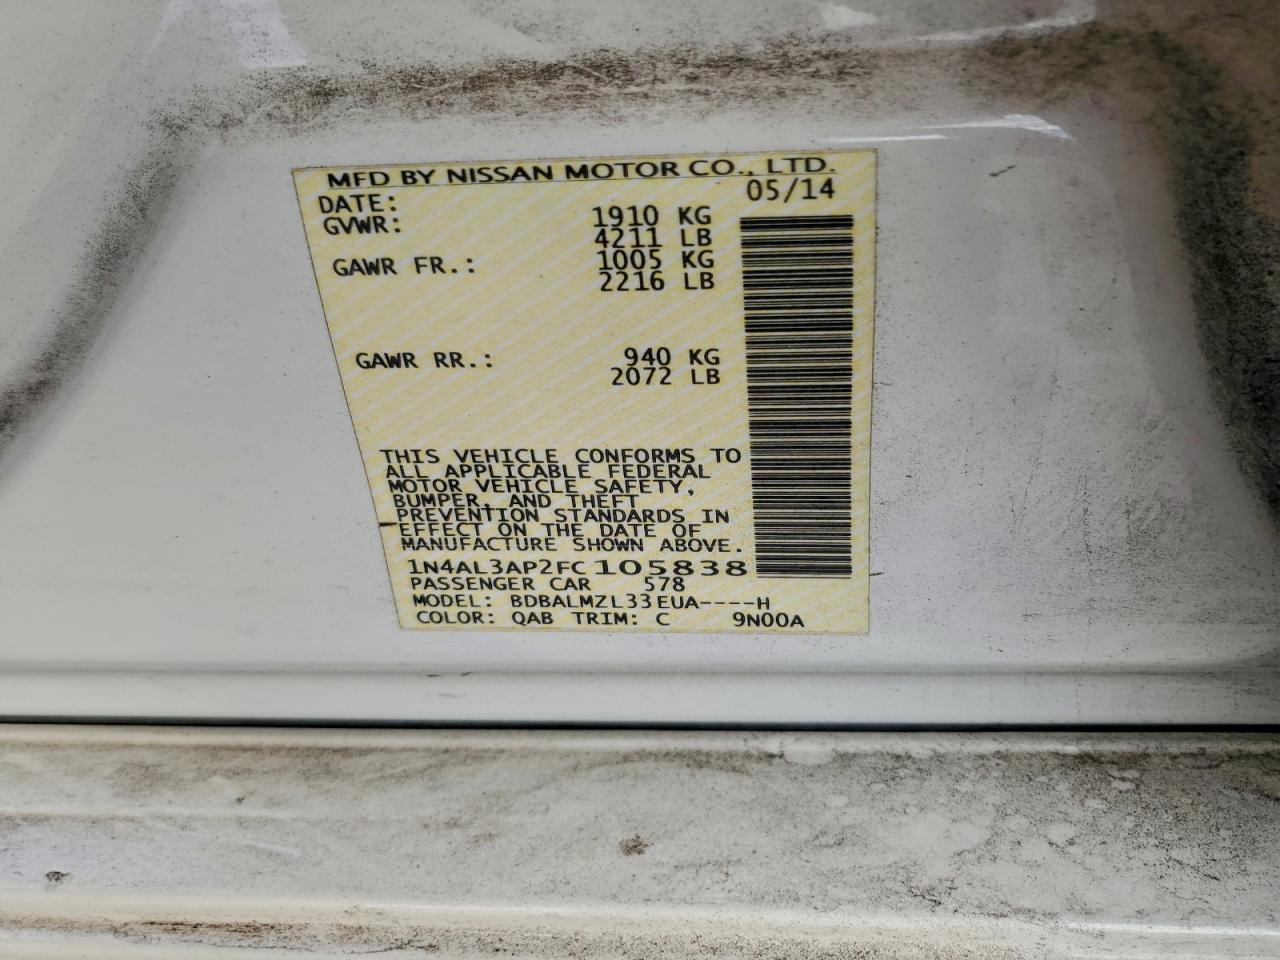 MFD BY NISSAN MOTOR CO., LTD.
DATE: 05/14
GVWR: 1910 KG
4211 LB
GAWR FR.: 1005 KG
2216 LB
GAWR RR.: 940 KG
2072 LB
THIS VEHICLE CONFORMS TO
ALL APPLICABLE FEDERAL
MOTOR VEHICLE SAFETY,
BUMPER, AND THEFT
PREVENTION STANDARDS IN
EFFECT ON THE DATE OF
MANUFACTURE SHOWN ABOVE.
1N4AL3AP2FC105838
PASSENGER CAR 578
MODEL: BDBALMZL33EUA----H
COLOR: QAB TRIM: C 9N00A